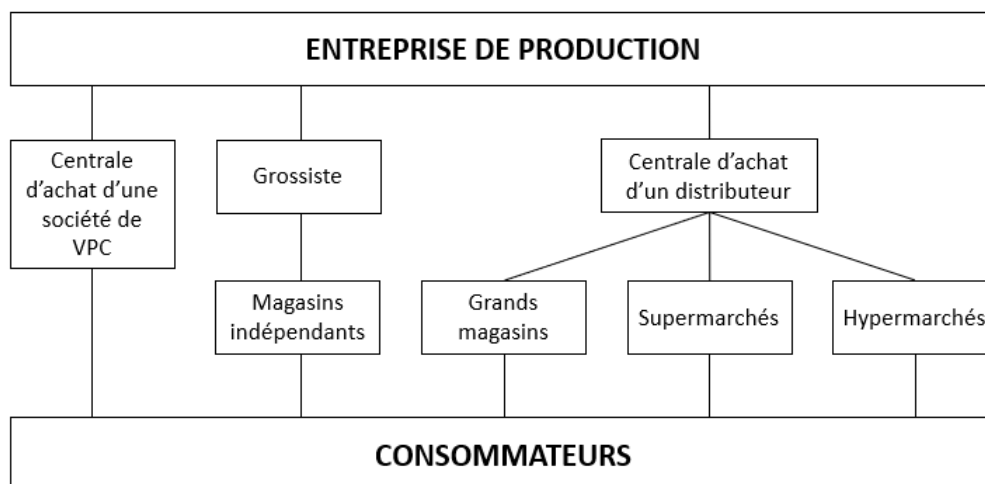 ENTREPRISE DE PRODUCTION
Centrale
d'achat d'une
société de
VPC
Grossiste
Centrale d'achat
d'un distributeur
Magasins
indépendants
Grands
magasins
Supermarchés
Hypermarchés
CONSOMMATEURS